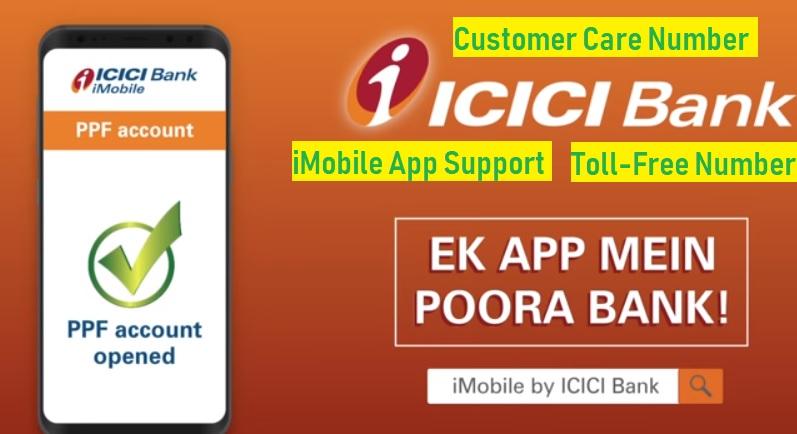 ICICI Bank
iMobile
PPF account
PPF account
opened
Customer Care Number
ICICI Bank
iMobile App Support
Toll-Free Number
EK APP MEIN
POORA BANK!
iMobile by ICICI Bank